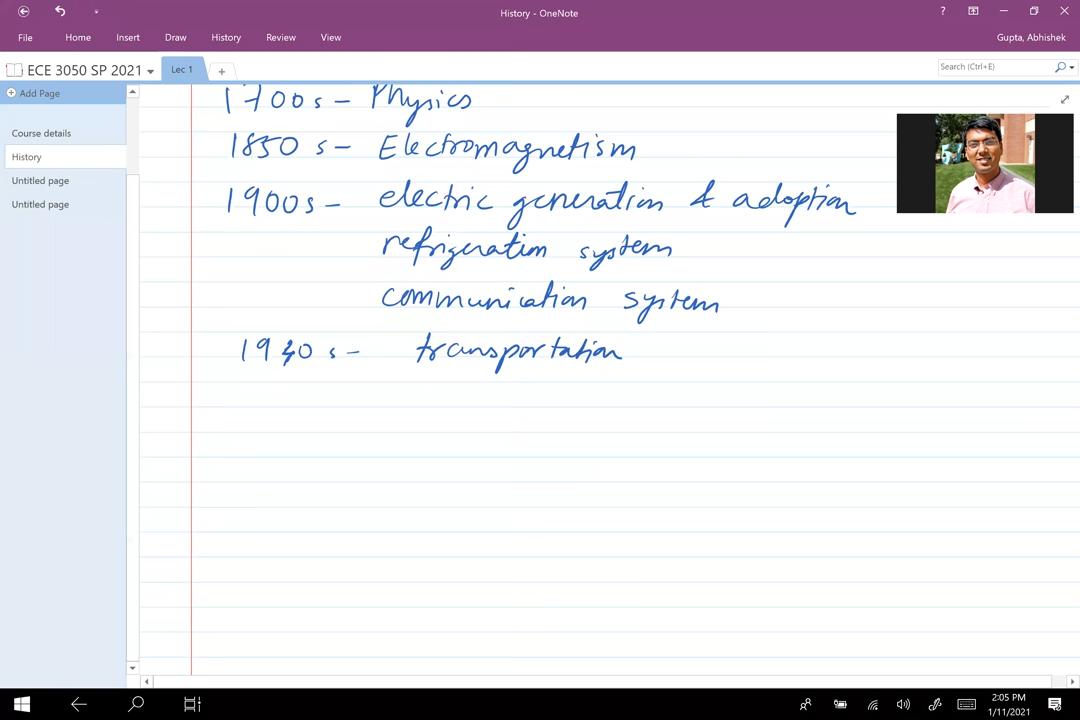 History - OneNote
?
File Home Insert Draw History Review View
Gupta, Abhishek
ECE 3050 SP 2021
Lec 1
+
Search (Ctrl+E)
Add Page
Course details
History
Untitled page
Untitled page
1700s - Physics
1850s - Electromagnetism
1900s - electric generation & adoption
refrigeration system
communication system
1940s - transportation
2:05 PM
1/11/2021